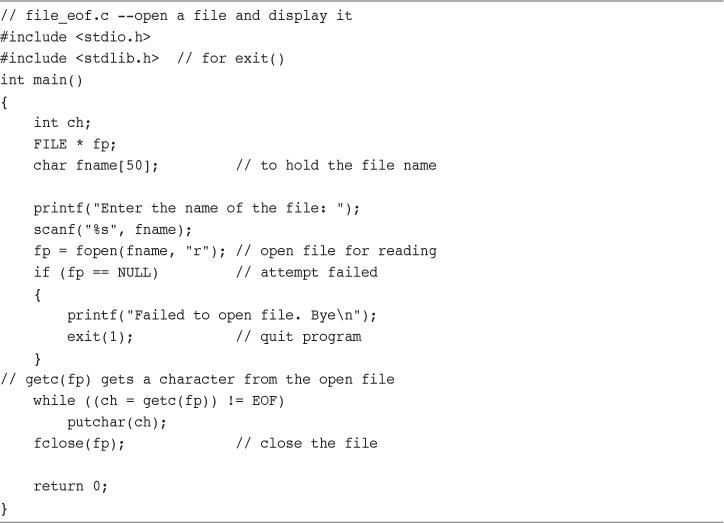 // file_eof.c --open a file and display it
#include <stdio.h>
#include <stdlib.h>  // for exit()
int main()
{
    int ch;
    FILE * fp;
    char fname[50];         // to hold the file name

    printf("Enter the name of the file: ");
    scanf("%s", fname);
    fp = fopen(fname, "r"); // open file for reading
    if (fp == NULL)         // attempt failed
    {
        printf("Failed to open file. Bye\n");
        exit(1);            // quit program
    }
// getc(fp) gets a character from the open file
    while ((ch = getc(fp)) != EOF)
        putchar(ch);
    fclose(fp);             // close the file

    return 0;
}